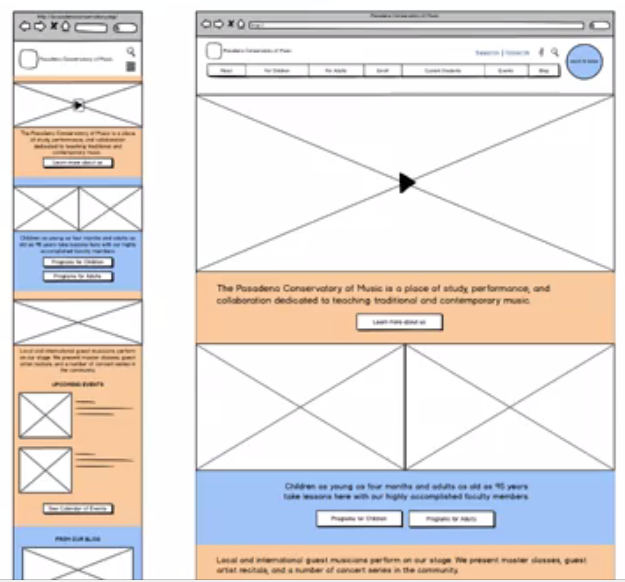 Pasadena Conservatory of Music
The Pasadena Conservatory of Music is a place
of study, performance, and collaboration
dedicated to teaching traditional and
contemporary music.
Learn more about us
Children as young as four months and adults as
old as 95 years take lessons here with our highly
accomplished faculty members.
Programs for Children
Programs for Adults
Local and international guest musicians perform
on our stage. We present master classes, guest
artist recitals, and a number of concert series in
the community.
UPCOMING EVENTS
See Calendar of Events
FROM OUR BLOG
Pasadena Conservatory of Music
http://
Pasadena Conservatory of Music
About
For Children
For Adults
Enroll
Current Students
Events
Blog
The Pasadena Conservatory of Music is a place of study, performance, and
collaboration dedicated to teaching traditional and contemporary music.
Learn more about us
Children as young as four months and adults as old as 95 years
take lessons here with our highly accomplished faculty members.
Programs for Children
Programs for Adults
Local and international guest musicians perform on our stage. We present master classes, guest
artist recitals, and a number of concert series in the community.